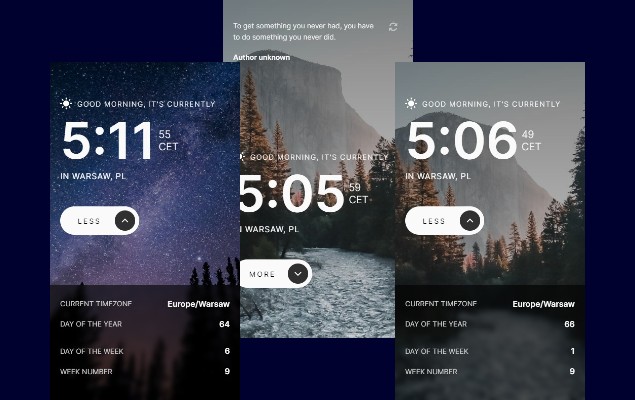 To get something you never had, you have
to do something you never did.
Author unknown
GOOD MORNING, IT'S CURRENTLY
5:11
55
CET
IN WARSAW, PL
LESS
CURRENT TIMEZONE Europe/Warsaw
DAY OF THE YEAR 64
DAY OF THE WEEK 6
WEEK NUMBER 9
GOOD MORNING, IT'S CURRENTLY
5:05
59
CET
N WARSAW, PL
MORE
GOOD MORNING, IT'S CURRENTLY
5:06
49
CET
IN WARSAW, PL
LESS
CURRENT TIMEZONE Europe/Warsaw
DAY OF THE YEAR 66
DAY OF THE WEEK 1
WEEK NUMBER 9